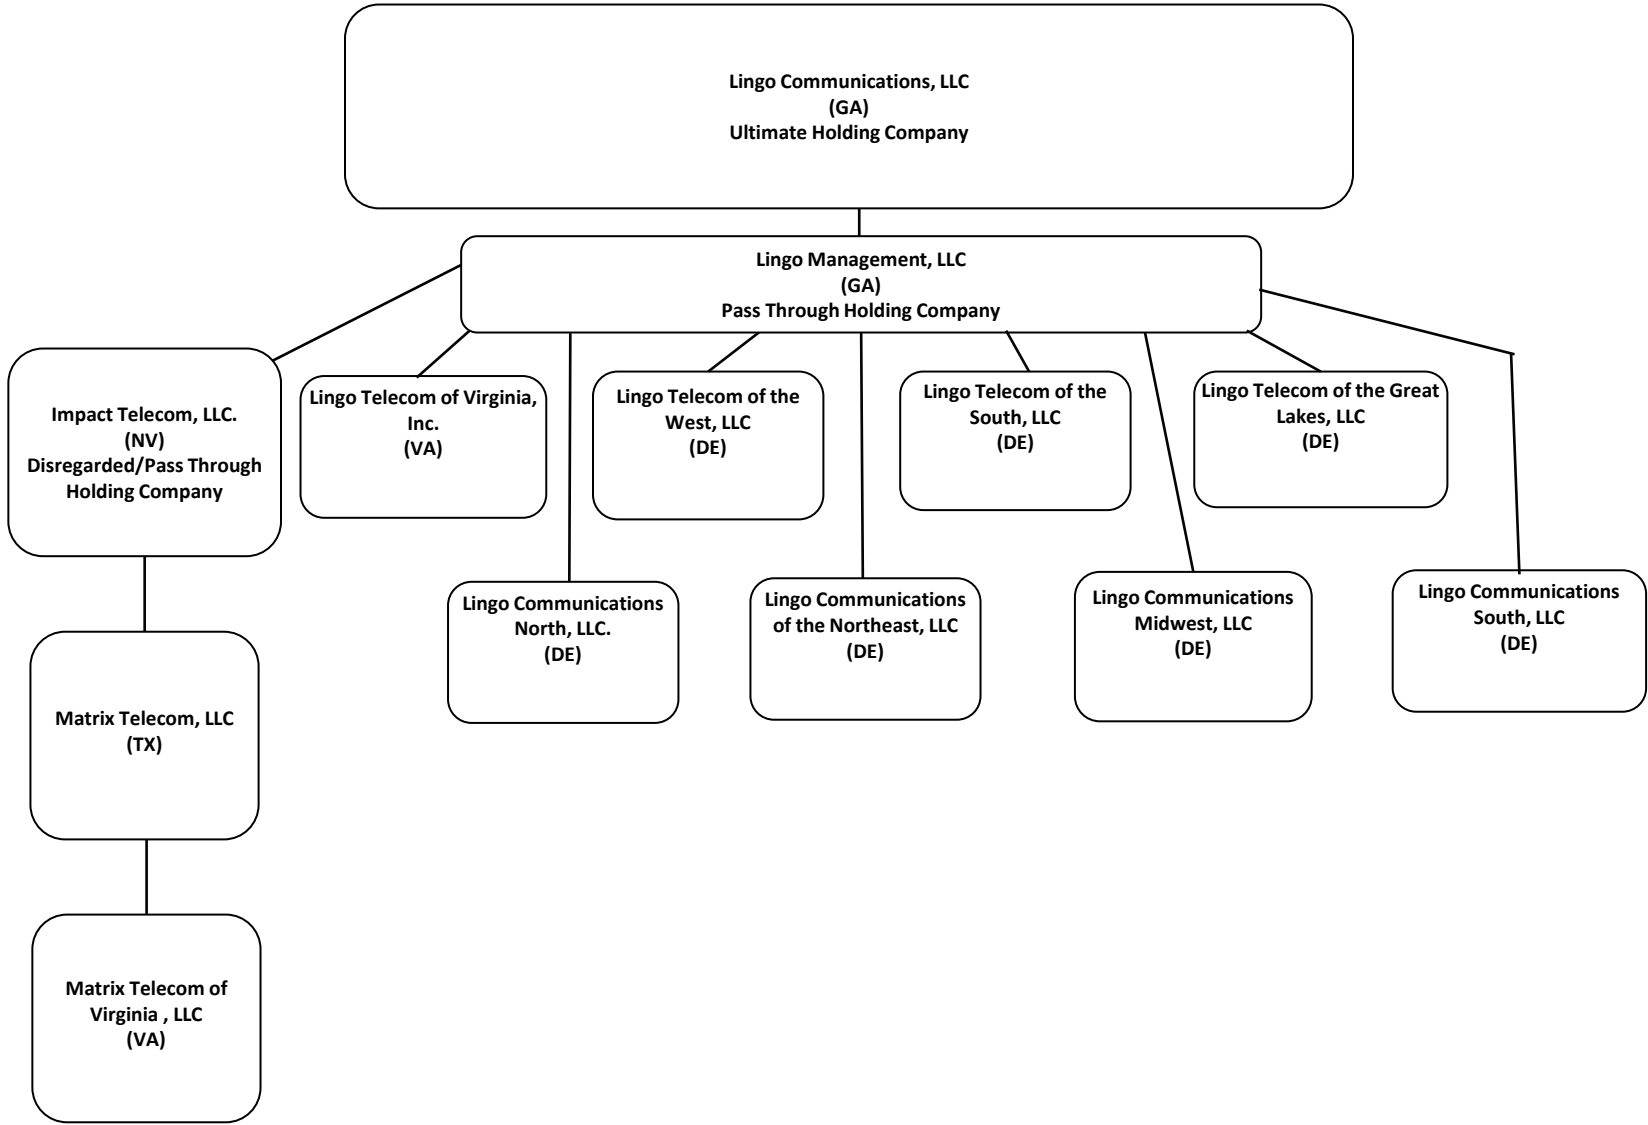 Lingo Communications, LLC
(GA)
Ultimate Holding Company
Lingo Management, LLC
(GA)
Pass Through Holding Company
Impact Telecom, LLC.
(NV)
Disregarded/Pass Through
Holding Company
Lingo Telecom of Virginia,
Inc.
(VA)
Lingo Telecom of the
West, LLC
(DE)
Lingo Telecom of the
South, LLC
(DE)
Lingo Telecom of the Great
Lakes, LLC
(DE)
Lingo Communications
North, LLC.
(DE)
Lingo Communications
of the Northeast, LLC
(DE)
Lingo Communications
Midwest, LLC
(DE)
Lingo Communications
South, LLC
(DE)
Matrix Telecom, LLC
(TX)
Matrix Telecom of
Virginia , LLC
(VA)